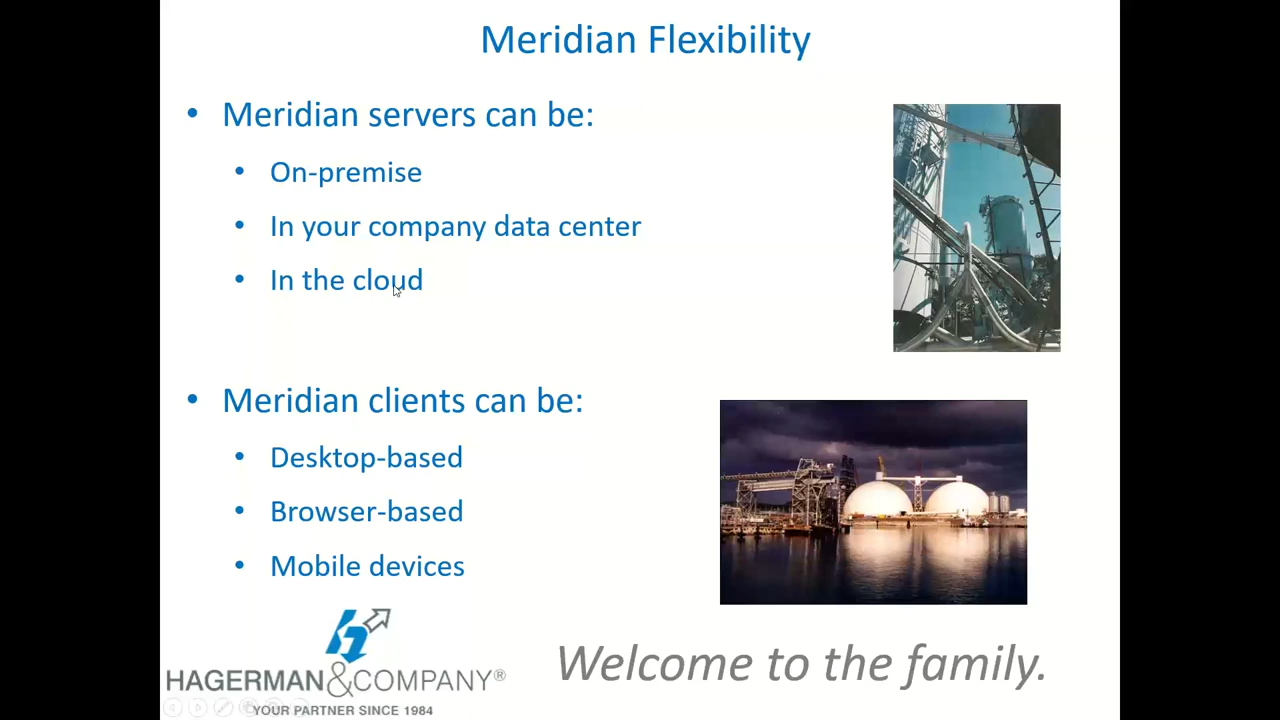 Meridian Flexibility
• Meridian servers can be:
• On-premise
• In your company data center
• In the cloud
• Meridian clients can be:
• Desktop-based
• Browser-based
• Mobile devices
HAGERMAN&COMPANY®
YOUR PARTNER SINCE 1984
Welcome to the family.